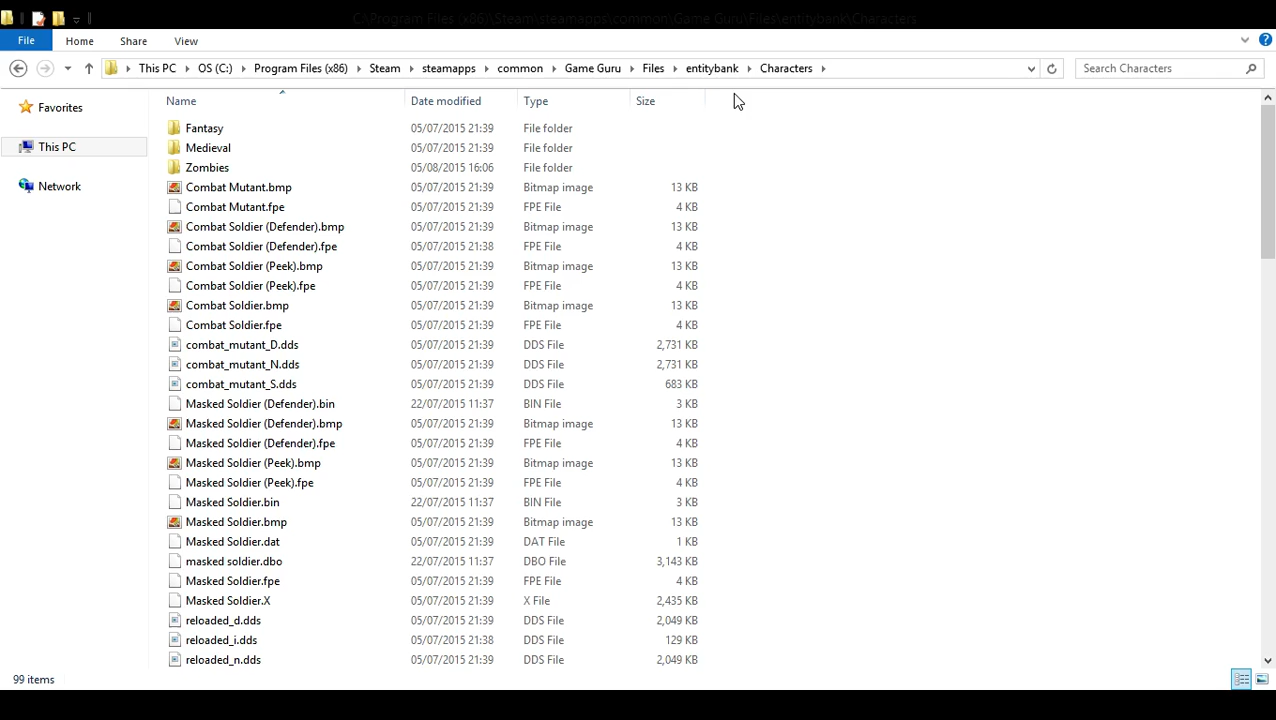 C:\Program Files (x86)\Steam\steamapps\common\Game Guru\Files\entitybank\Characters
File Home Share View
This PC OS (C:) Program Files (x86) Steam steamapps common Game Guru Files entitybank Characters Search Characters
Name Date modified Type Size
Favorites
This PC
Network
Fantasy 05/07/2015 21:39 File folder
Medieval 05/07/2015 21:39 File folder
Zombies 05/08/2015 16:06 File folder
Combat Mutant.bmp 05/07/2015 21:39 Bitmap image 13 KB
Combat Mutant.fpe 05/07/2015 21:39 FPE File 4 KB
Combat Soldier (Defender).bmp 05/07/2015 21:39 Bitmap image 13 KB
Combat Soldier (Defender).fpe 05/07/2015 21:38 FPE File 4 KB
Combat Soldier (Peek).bmp 05/07/2015 21:39 Bitmap image 13 KB
Combat Soldier (Peek).fpe 05/07/2015 21:39 FPE File 4 KB
Combat Soldier.bmp 05/07/2015 21:39 Bitmap image 13 KB
Combat Soldier.fpe 05/07/2015 21:39 FPE File 4 KB
combat_mutant_D.dds 05/07/2015 21:39 DDS File 2,731 KB
combat_mutant_N.dds 05/07/2015 21:39 DDS File 2,731 KB
combat_mutant_S.dds 05/07/2015 21:39 DDS File 683 KB
Masked Soldier (Defender).bin 22/07/2015 11:37 BIN File 3 KB
Masked Soldier (Defender).bmp 05/07/2015 21:39 Bitmap image 13 KB
Masked Soldier (Defender).fpe 05/07/2015 21:39 FPE File 4 KB
Masked Soldier (Peek).bmp 05/07/2015 21:39 Bitmap image 13 KB
Masked Soldier (Peek).fpe 05/07/2015 21:39 FPE File 4 KB
Masked Soldier.bin 22/07/2015 11:37 BIN File 3 KB
Masked Soldier.bmp 05/07/2015 21:39 Bitmap image 13 KB
Masked Soldier.dat 05/07/2015 21:39 DAT File 1 KB
masked soldier.dbo 22/07/2015 11:37 DBO File 3,143 KB
Masked Soldier.fpe 05/07/2015 21:39 FPE File 4 KB
Masked Soldier.X 05/07/2015 21:39 X File 2,435 KB
reloaded_d.dds 05/07/2015 21:39 DDS File 2,049 KB
reloaded_i.dds 05/07/2015 21:38 DDS File 129 KB
reloaded_n.dds 05/07/2015 21:39 DDS File 2,049 KB
99 items